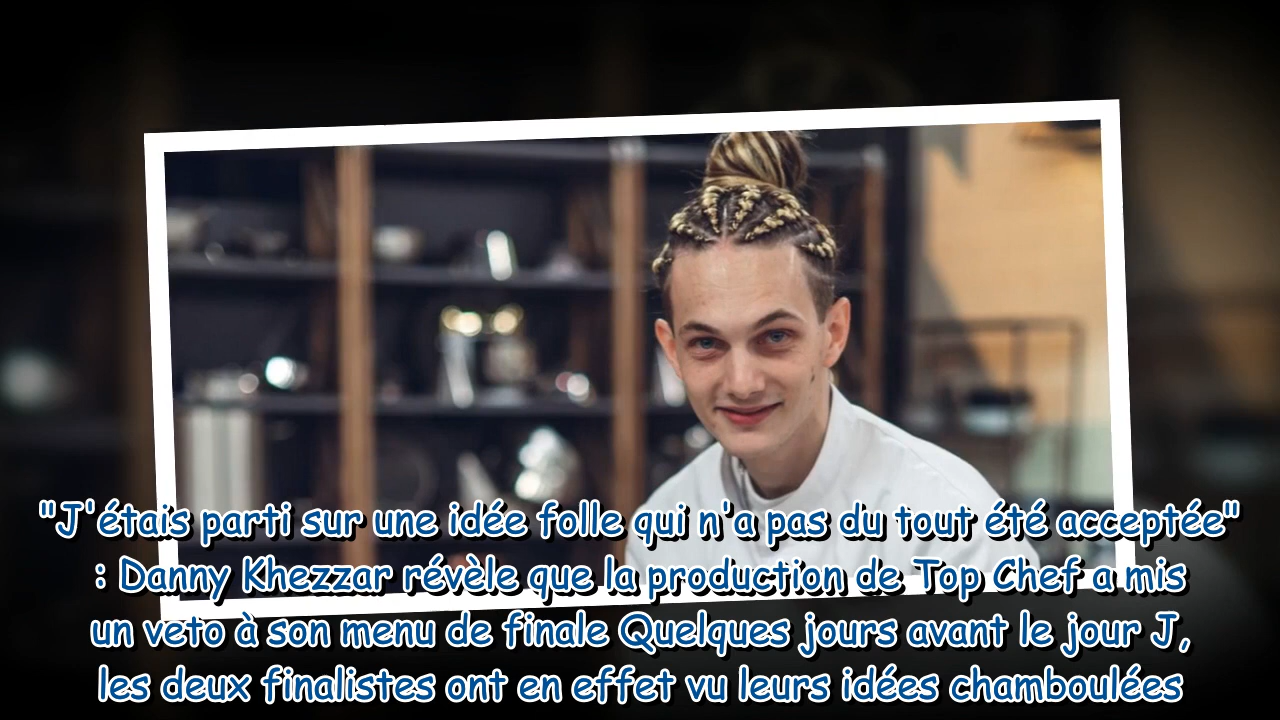 "J'étais parti sur une idée folle qui n'a pas du tout été acceptée"
: Danny Khezzar révèle que la production de Top Chef a mis
un veto à son menu de finale Quelques jours avant le jour J,
les deux finalistes ont en effet vu leurs idées chamboulées